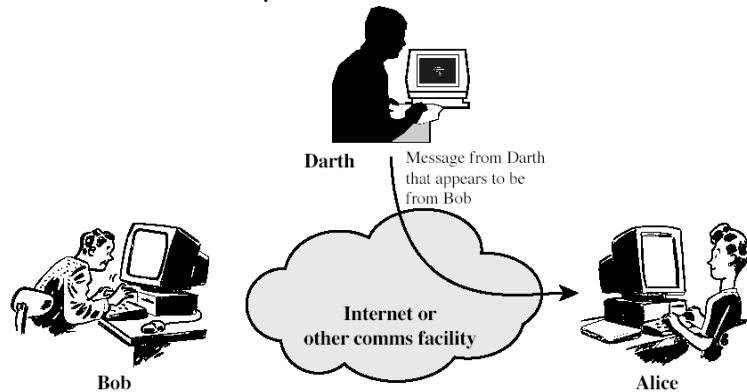 Darth
Message from Darth
that appears to be
from Bob
Internet or
other comms facility
Bob
Alice